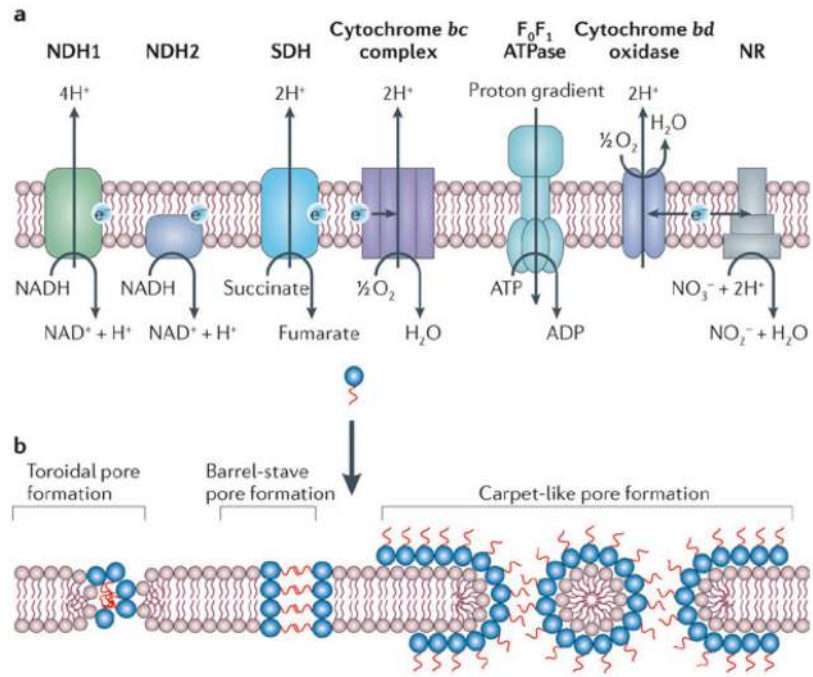 a
NDH1
NDH2
SDH
Cytochrome bc
complex
F₀F₁
ATPase
Cytochrome bd
oxidase
NR
4H⁺
2H⁺
2H⁺
Proton gradient
2H⁺
½O₂
H₂O
e⁻
e⁻
e⁻
e⁻
e⁻
NADH
NAD⁺ + H⁺
NADH
NAD⁺ + H⁺
Succinate
Fumarate
½O₂
H₂O
ATP
ADP
NO₃⁻ + 2H⁺
NO₂⁻ + H₂O
b
Toroidal pore
formation
Barrel-stave
pore formation
Carpet-like pore formation